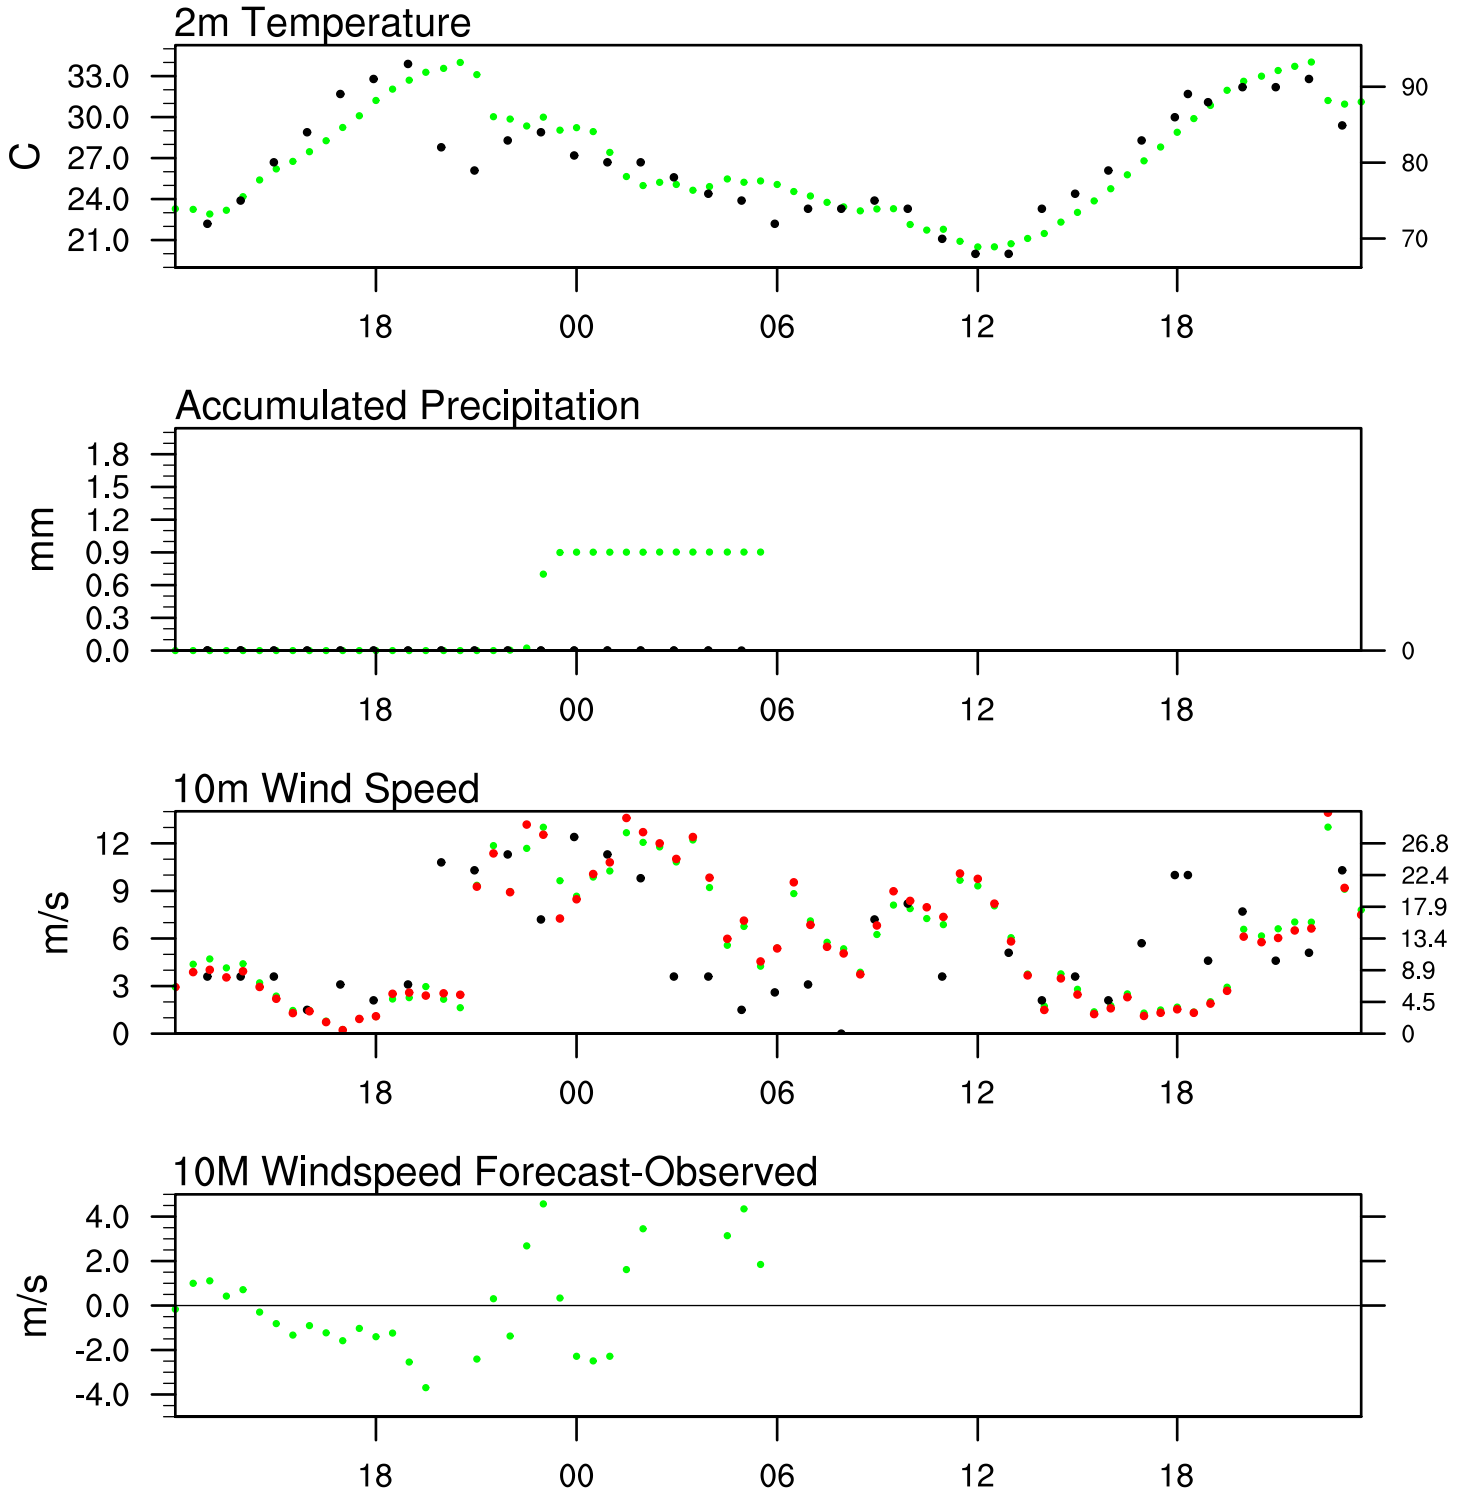 2m Temperature
33.0
30.0
27.0
24.0
21.0
C
90
80
70
18 00 06 12 18
Accumulated Precipitation
1.8
1.5
1.2
0.9
0.6
0.3
0.0
mm
0
18 00 06 12 18
10m Wind Speed
12
9
6
3
0
m/s
26.8
22.4
17.9
13.4
8.9
4.5
0
18 00 06 12 18
10M Windspeed Forecast-Observed
4.0
2.0
0.0
-2.0
-4.0
m/s
18 00 06 12 18